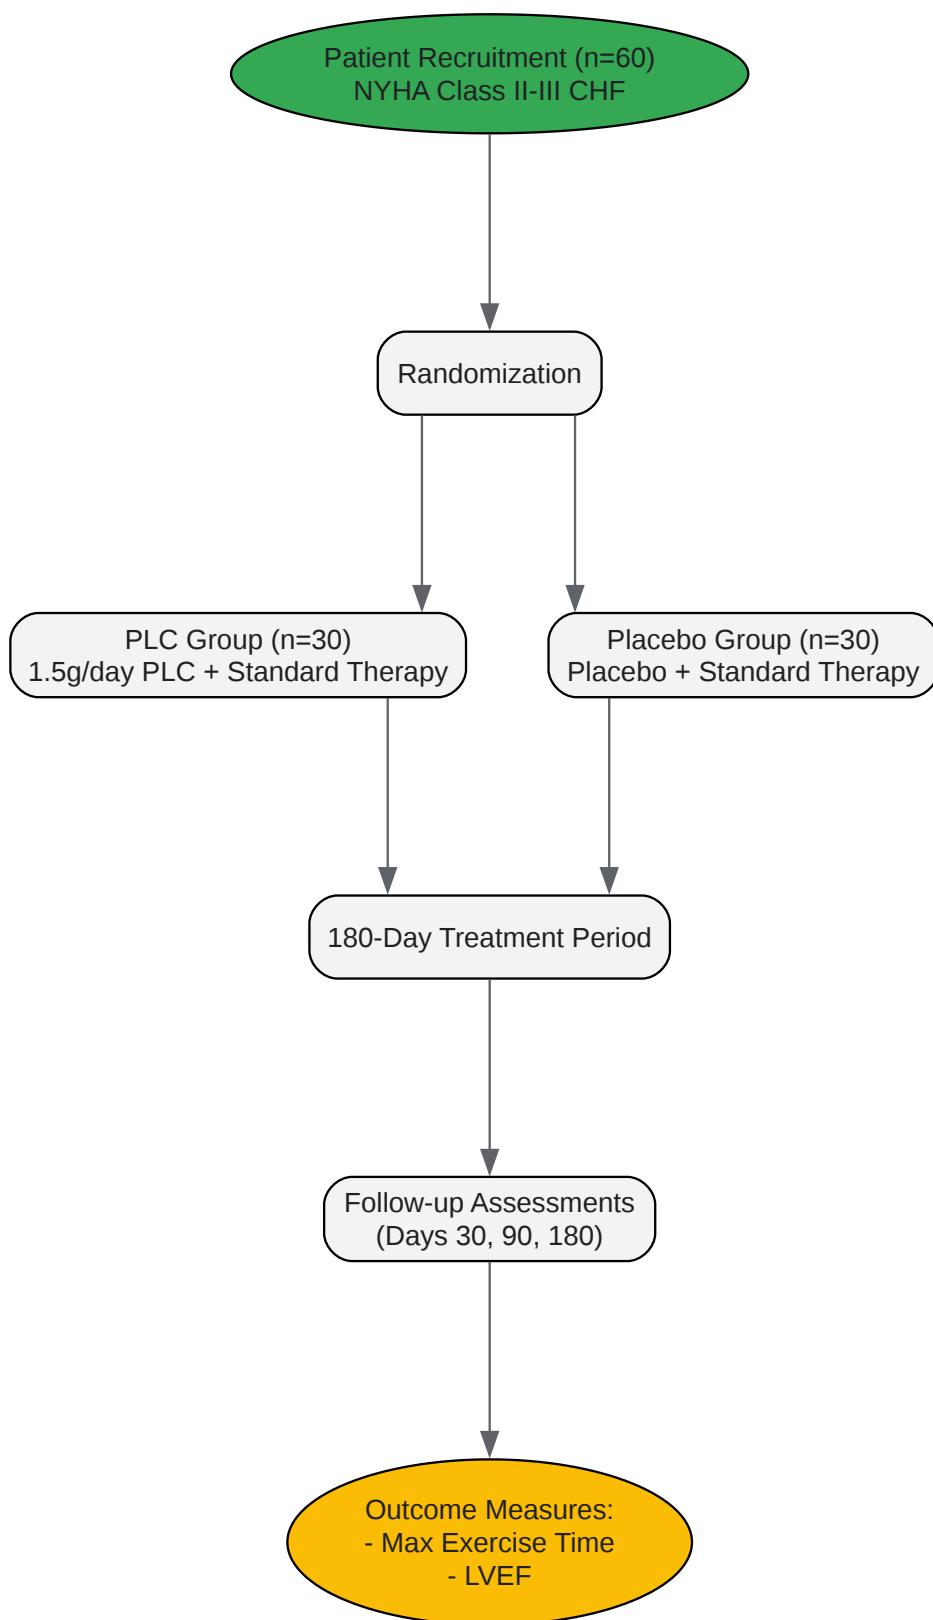 Patient Recruitment (n=60)
NYHA Class II-III CHF
Randomization
PLC Group (n=30)
1.5g/day PLC + Standard Therapy
Placebo Group (n=30)
Placebo + Standard Therapy
180-Day Treatment Period
Follow-up Assessments
(Days 30, 90, 180)
Outcome Measures:
- Max Exercise Time
- LVEF